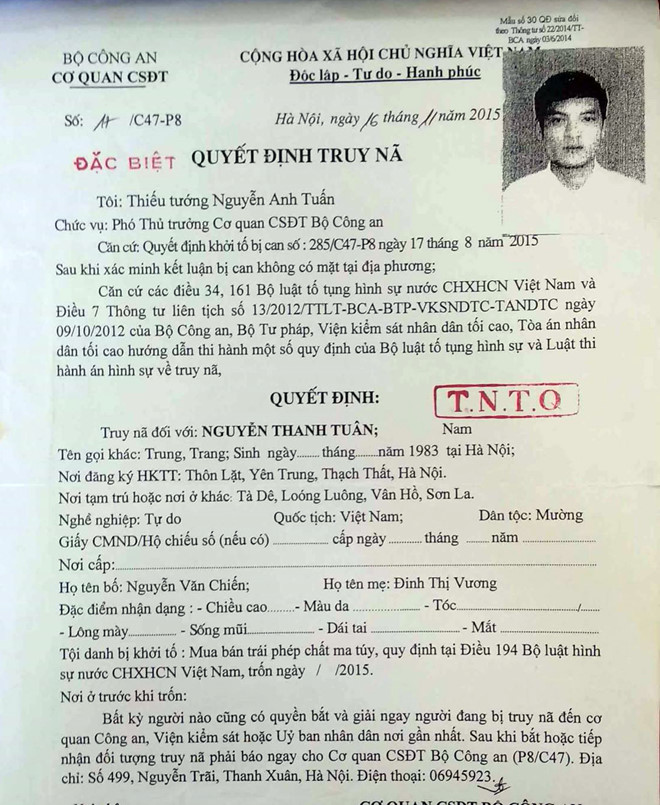 Mẫu số 30 QĐ sửa đổi
theo Thông tư số 22/2014/TT-
BCA ngày 03/6/2014
BỘ CÔNG AN
CƠ QUAN CSĐT
CỘNG HÒA XÃ HỘI CHỦ NGHĨA VIỆT NAM
Độc lập - Tự do - Hạnh phúc
Số: /C47-P8
Hà Nội, ngày 16 tháng 11 năm 2015
ĐẶC BIỆT QUYẾT ĐỊNH TRUY NÃ
Tôi: Thiếu tướng Nguyễn Anh Tuấn
Chức vụ: Phó Thủ trưởng Cơ quan CSĐT Bộ Công an
Căn cứ: Quyết định khởi tố bị can số : 285/C47-P8 ngày 17 tháng 8 năm 2015
Sau khi xác minh kết luận bị can không có mặt tại địa phương;
Căn cứ các điều 34, 161 Bộ luật tố tụng hình sự nước CHXHCN Việt Nam và
Điều 7 Thông tư liên tịch số 13/2012/TTLT-BCA-BTP-VKSNDTC-TANDTC ngày
09/10/2012 của Bộ Công an, Bộ Tư pháp, Viện kiểm sát nhân dân tối cao, Tòa án nhân
dân tối cao hướng dẫn thi hành một số quy định của Bộ luật tố tụng hình sự và Luật thi
hành án hình sự về truy nã,
QUYẾT ĐỊNH:
T.N.T.Q
Truy nã đối với: NGUYỄN THANH TUÂN; Nam
Tên gọi khác: Trung, Trang; Sinh ngày........tháng........năm 1983 tại Hà Nội;
Nơi đăng ký HKTT: Thôn Lặt, Yên Trung, Thạch Thất, Hà Nội.
Nơi tạm trú hoặc nơi ở khác: Tà Dê, Loóng Luông, Vân Hồ, Sơn La.
Nghề nghiệp: Tự do Quốc tịch: Việt Nam; Dân tộc: Mường
Giấy CMND/Hộ chiếu số (nếu có) .............. cấp ngày ......... tháng ....... năm ..............
Nơi cấp:..............................
Họ tên bố: Nguyễn Văn Chiến; Họ tên mẹ: Đinh Thị Vương
Đặc điểm nhận dạng : - Chiều cao........- Màu da .................. - Tóc........................../.....
- Lông mày................ - Sống mũi.................. - Dái tai ..................... - Mắt ......................
Tội danh bị khởi tố : Mua bán trái phép chất ma túy, quy định tại Điều 194 Bộ luật hình
sự nước CHXHCN Việt Nam, trốn ngày / /2015.
Nơi ở trước khi trốn:
Bất kỳ người nào cũng có quyền bắt và giải ngay người đang bị truy nã đến cơ
quan Công an, Viện kiểm sát hoặc Uỷ ban nhân dân nơi gần nhất. Sau khi bắt hoặc tiếp
nhận đối tượng truy nã phải báo ngay cho Cơ quan CSĐT Bộ Công an (P8/C47). Địa
chỉ: Số 499, Nguyễn Trãi, Thanh Xuân, Hà Nội. Điện thoại: 06945923.